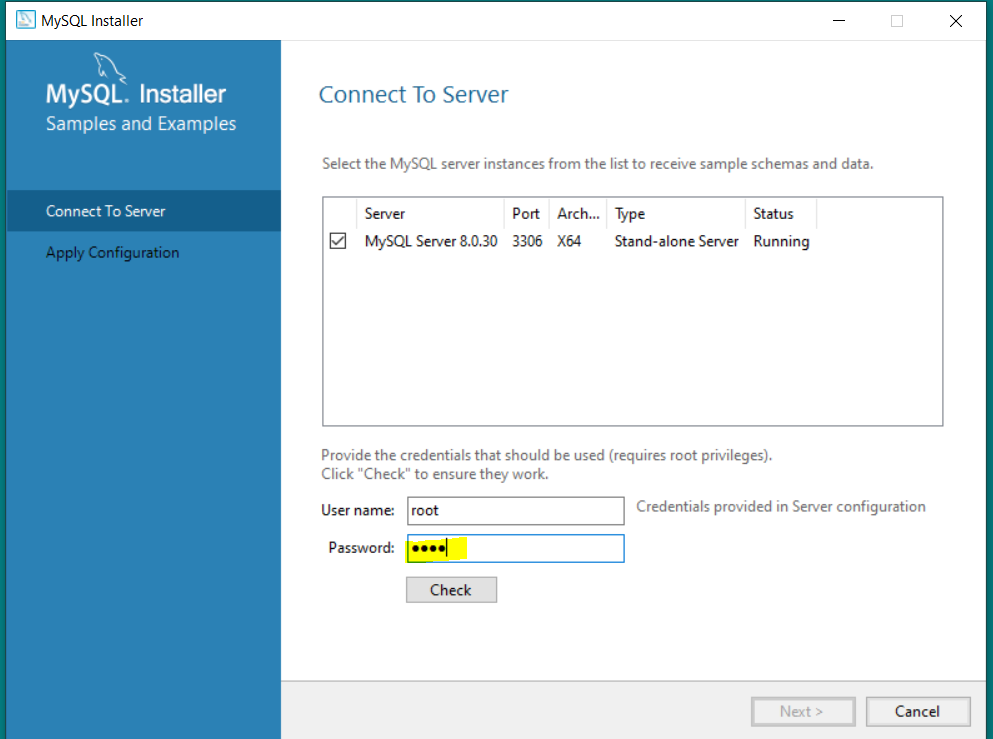 MySQL Installer
MySQL. Installer
Samples and Examples
Connect To Server
Apply Configuration
Connect To Server
Select the MySQL server instances from the list to receive sample schemas and data.
Server Port Arch... Type Status
MySQL Server 8.0.30 3306 X64 Stand-alone Server Running
Provide the credentials that should be used (requires root privileges).
Click "Check" to ensure they work.
User name: root Credentials provided in Server configuration
Password: ●●●●
Check
Next > Cancel